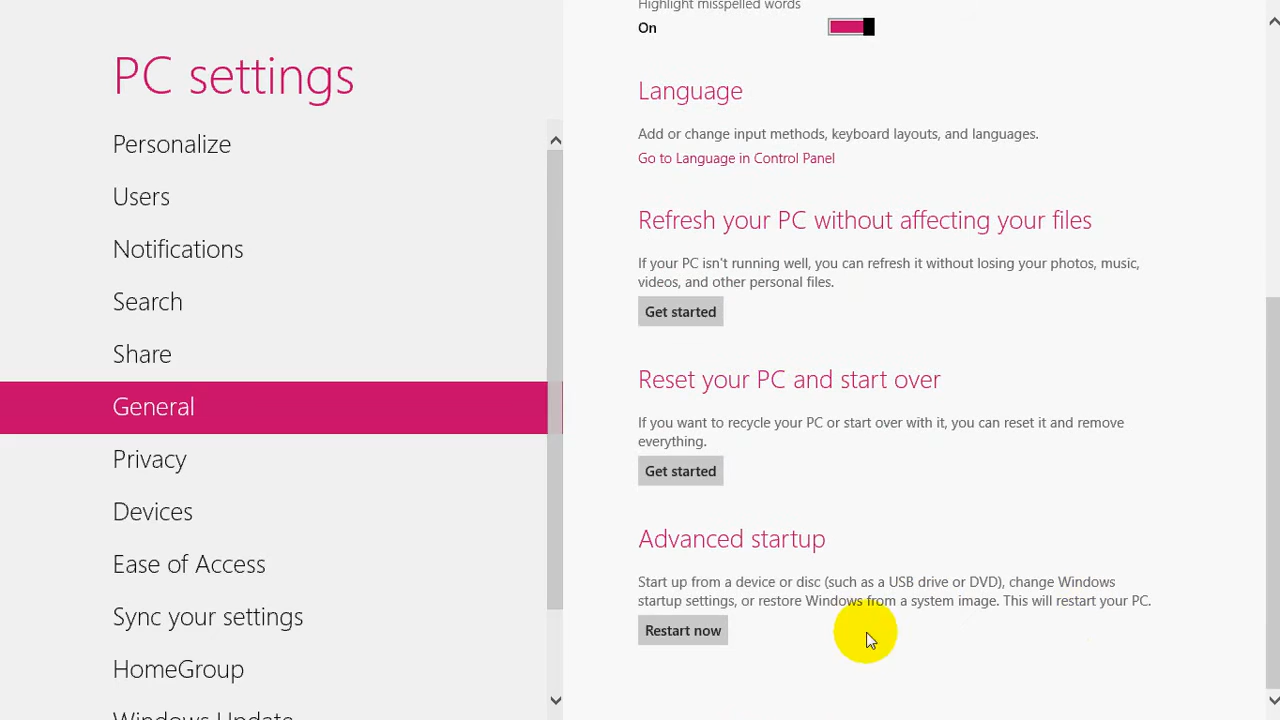 PC settings
Personalize
Users
Notifications
Search
Share
General
Privacy
Devices
Ease of Access
Sync your settings
HomeGroup
Windows Update
Highlight misspelled words
On
Language
Add or change input methods, keyboard layouts, and languages.
Go to Language in Control Panel
Refresh your PC without affecting your files
If your PC isn't running well, you can refresh it without losing your photos, music,
videos, and other personal files.
Get started
Reset your PC and start over
If you want to recycle your PC or start over with it, you can reset it and remove
everything.
Get started
Advanced startup
Start up from a device or disc (such as a USB drive or DVD), change Windows
startup settings, or restore Windows from a system image. This will restart your PC.
Restart now